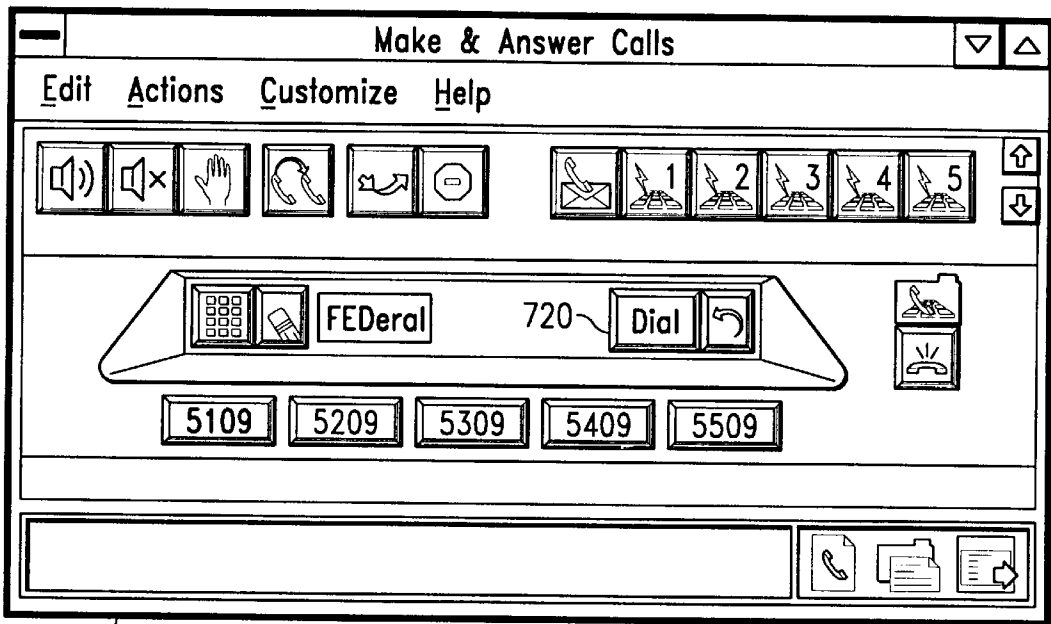 Make & Answer Calls
Edit Actions Customize Help
1 2 3 4 5
FEDeral 720 Dial
5109 5209 5309 5409 5509